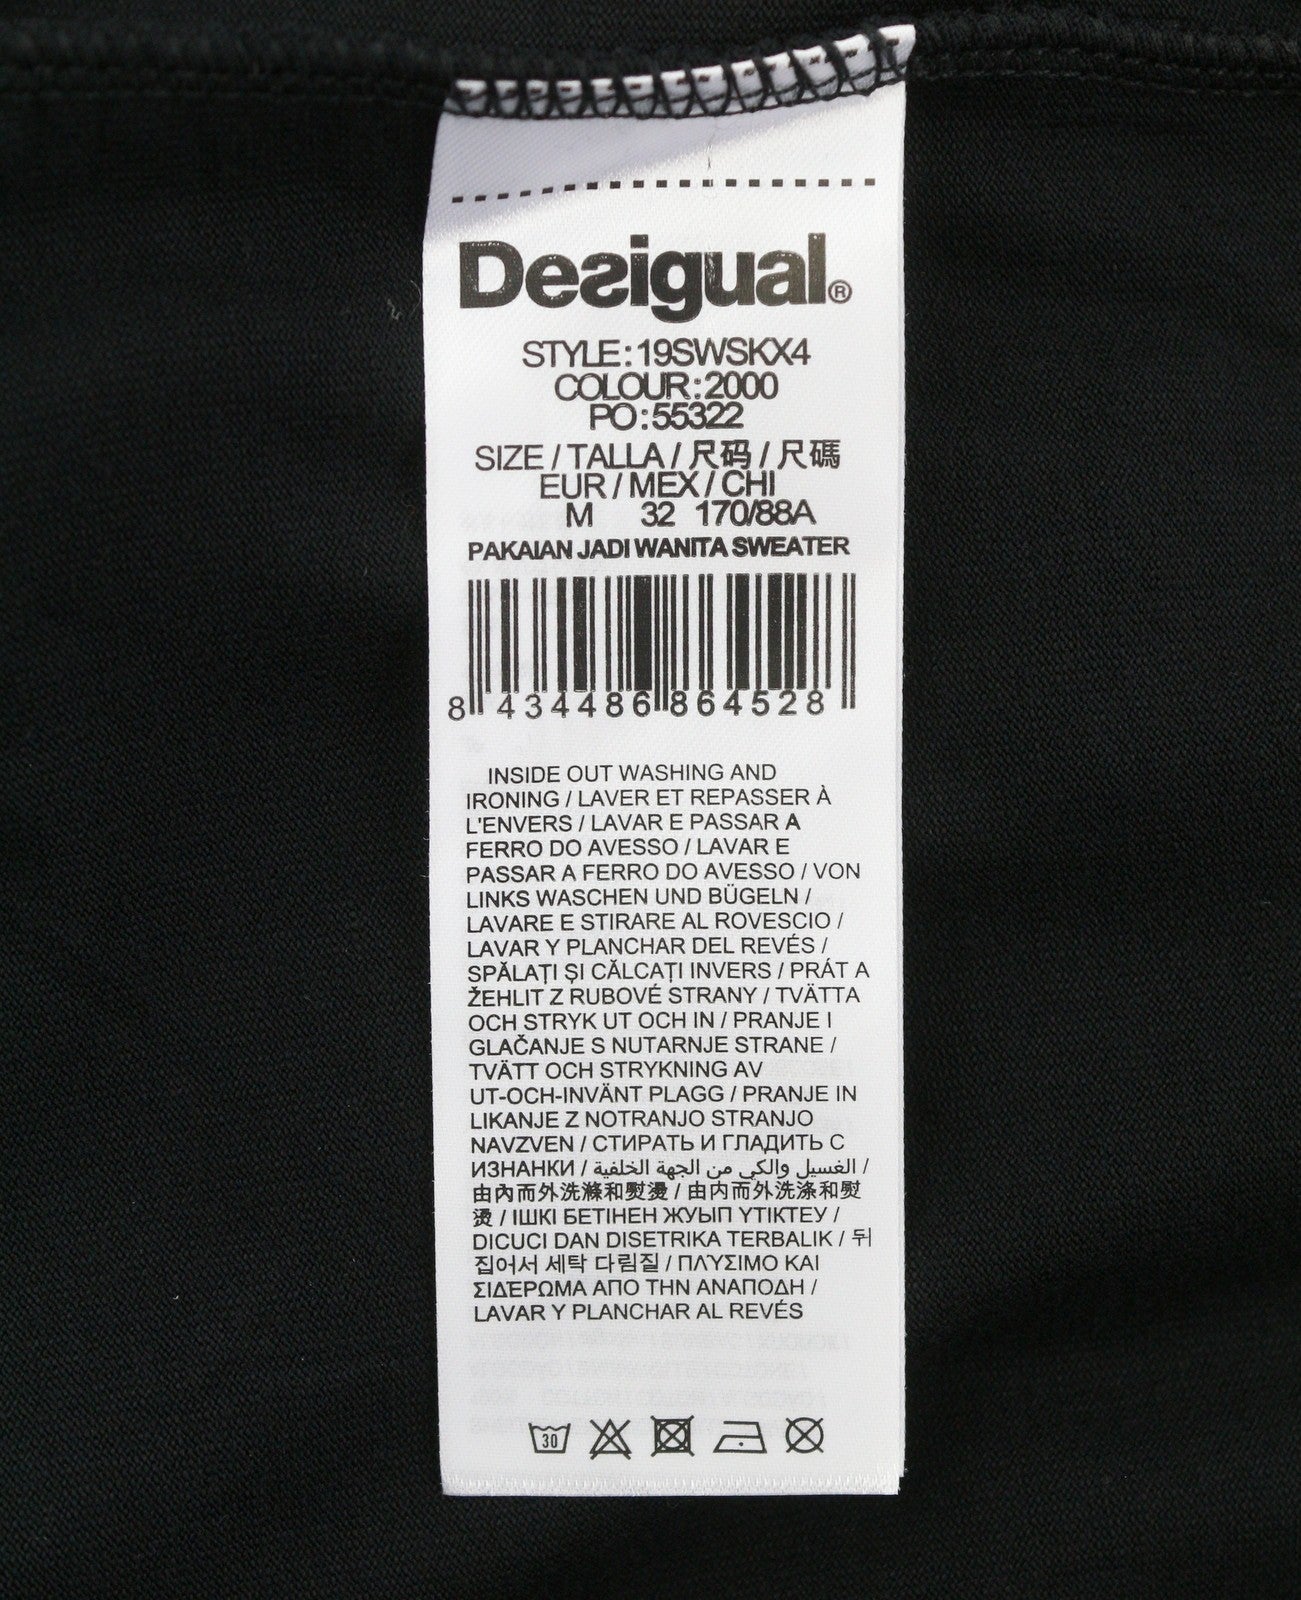 Desigual®
STYLE:19SWSKX4
COLOUR:2000
PO:55322
SIZE / TALLA / 尺码 / 尺碼
EUR / MEX / CHI
M 32 170/88A
PAKAIAN JADI WANITA SWEATER
8 434486 864528
INSIDE OUT WASHING AND
IRONING / LAVER ET REPASSER À
L'ENVERS / LAVAR E PASSAR A
FERRO DO AVESSO / LAVAR E
PASSAR A FERRO DO AVESSO / VON
LINKS WASCHEN UND BÜGELN /
LAVARE E STIRARE AL ROVESCIO /
LAVAR Y PLANCHAR DEL REVÉS /
SPĂLAȚI ȘI CĂLCAȚI INVERS / PRÁT A
ŽEHLIT Z RUBOVÉ STRANY / TVÄTTA
OCH STRYK UT OCH IN / PRANJE I
GLAČANJE S NUTARNJE STRANE /
TVÄTT OCH STRYKNING AV
UT-OCH-INVÄNT PLAGG / PRANJE IN
LIKANJE Z NOTRANJO STRANJO
NAVZVEN / СТИРАТЬ И ГЛАДИТЬ С
ИЗНАНКИ / الغسيل والكي من الجهة الخلفية /
由內而外洗滌和熨燙 / 由内而外洗涤和熨
烫 / ІШКІ БЕТІНЕН ЖУЫП ҮТІКТЕУ /
DICUCI DAN DISETRIKA TERBALIK / 뒤
집어서 세탁 다림질 / ΠΛΎΣΙΜΟ ΚΑΙ
ΣΙΔΈΡΩΜΑ ΑΠΟ ΤΗΝ ΑΝΑΠΟΔΗ /
LAVAR Y PLANCHAR AL REVÉS
30